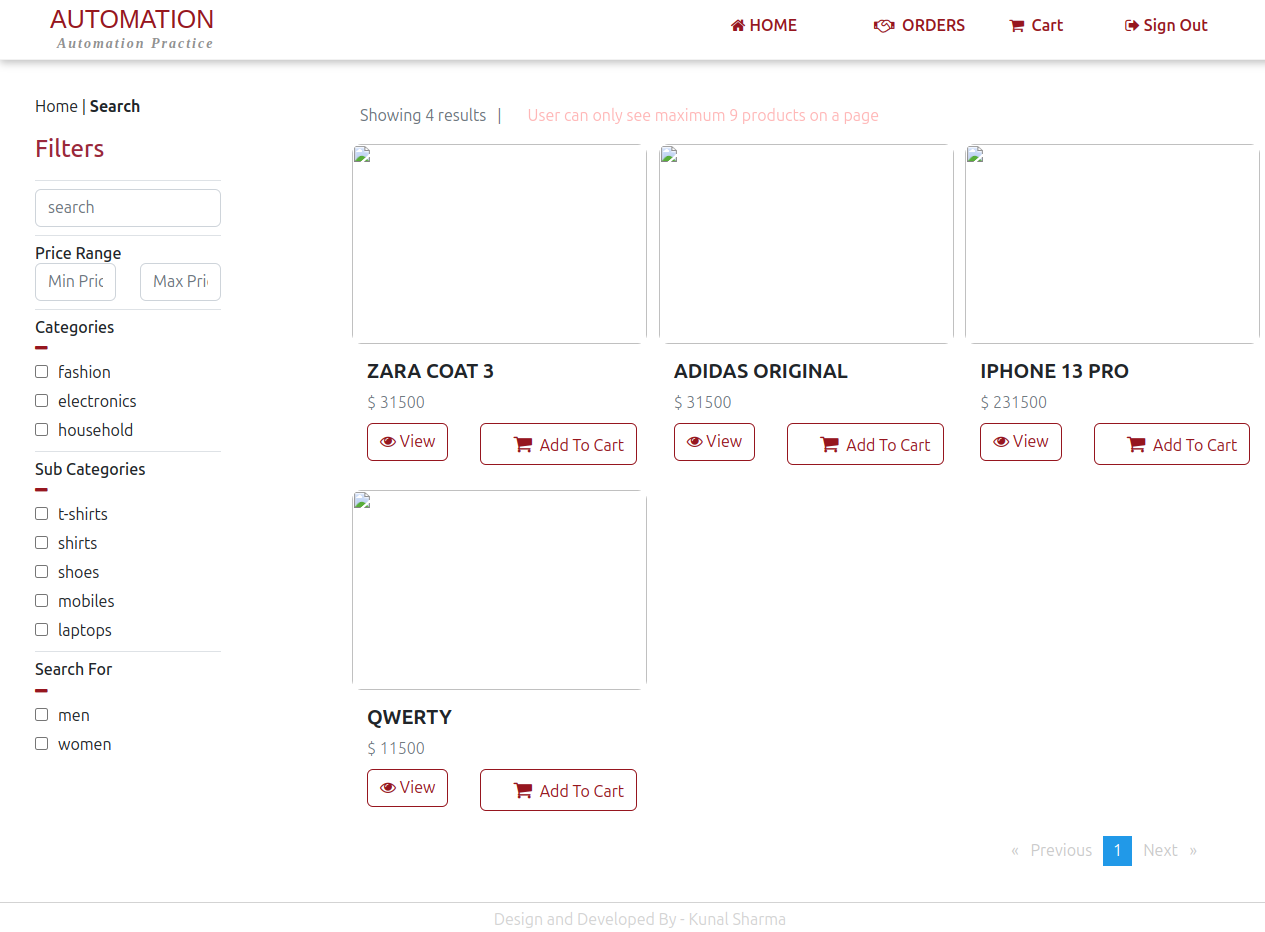 AUTOMATION
Automation Practice
HOME
ORDERS
Cart
Sign Out
Home | Search
Filters
search
Price Range
Min Pric
Max Pri
Categories
fashion
electronics
household
Sub Categories
t-shirts
shirts
shoes
mobiles
laptops
Search For
men
women
Showing 4 results |
User can only see maximum 9 products on a page
ZARA COAT 3
$ 31500
View
Add To Cart
ADIDAS ORIGINAL
$ 31500
View
Add To Cart
IPHONE 13 PRO
$ 231500
View
Add To Cart
QWERTY
$ 11500
View
Add To Cart
« Previous 1 Next »
Design and Developed By - Kunal Sharma